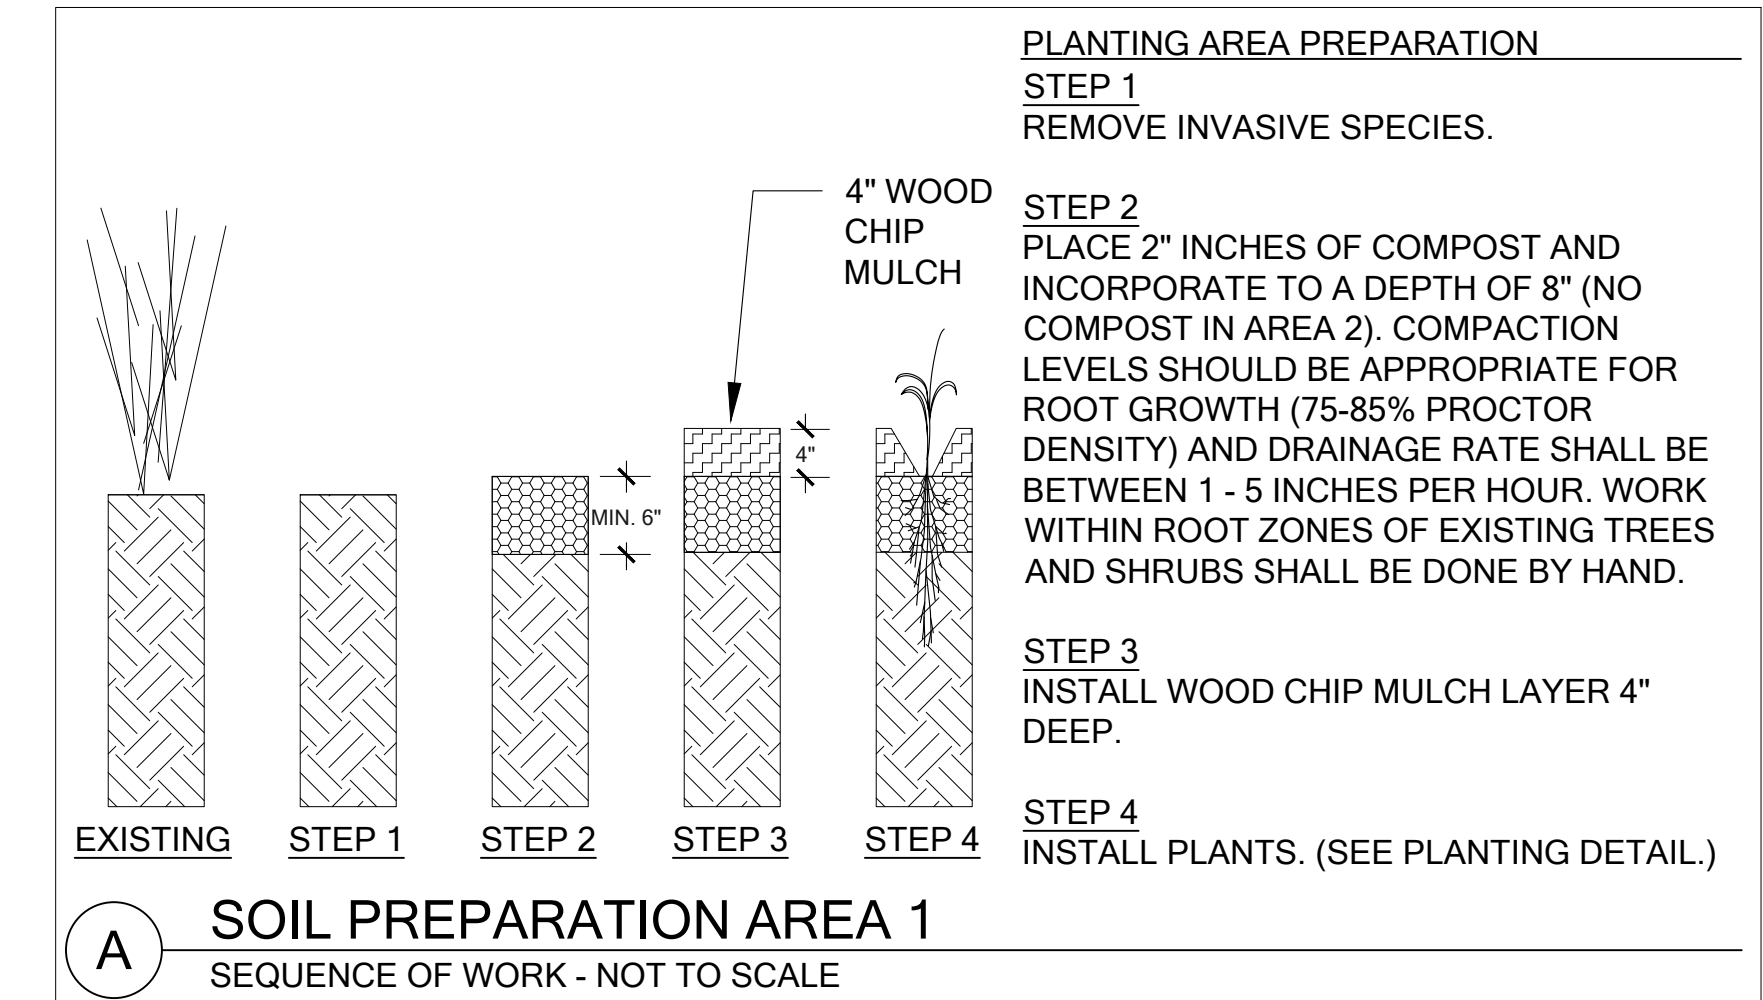 PLANTING AREA PREPARATION
STEP 1
REMOVE INVASIVE SPECIES.
STEP 2
PLACE 2" INCHES OF COMPOST AND
INCORPORATE TO A DEPTH OF 8" (NO
COMPOST IN AREA 2). COMPACTION
LEVELS SHOULD BE APPROPRIATE FOR
ROOT GROWTH (75-85% PROCTOR
DENSITY) AND DRAINAGE RATE SHALL BE
BETWEEN 1 - 5 INCHES PER HOUR. WORK
WITHIN ROOT ZONES OF EXISTING TREES
AND SHRUBS SHALL BE DONE BY HAND.
STEP 3
INSTALL WOOD CHIP MULCH LAYER 4"
DEEP.
STEP 4
INSTALL PLANTS. (SEE PLANTING DETAIL.)
4" WOOD
CHIP
MULCH
4"
MIN. 6"
EXISTING
STEP 1
STEP 2
STEP 3
STEP 4
A
SOIL PREPARATION AREA 1
SEQUENCE OF WORK - NOT TO SCALE